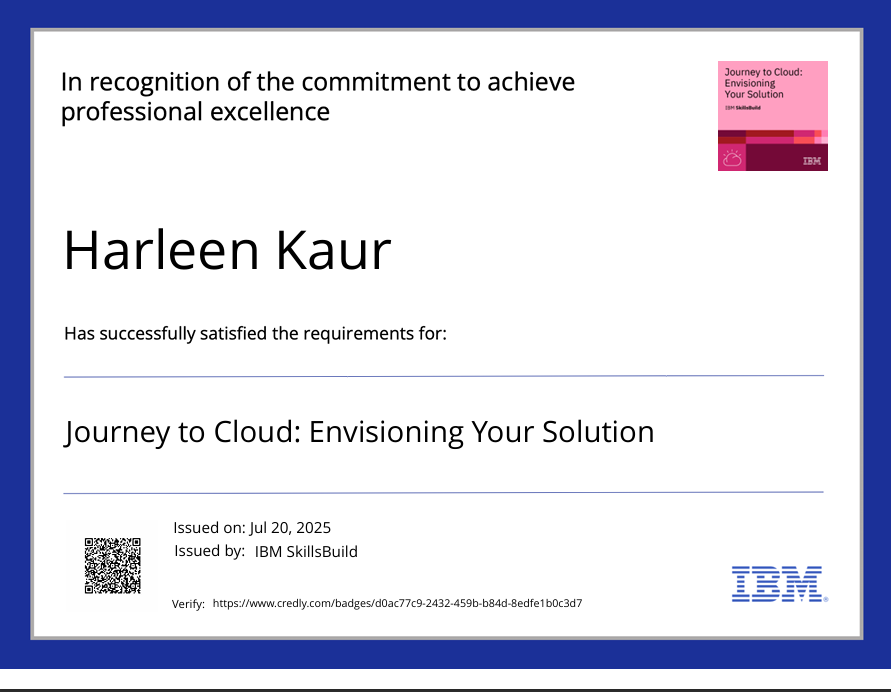 In recognition of the commitment to achieve
professional excellence
Journey to Cloud:
Envisioning
Your Solution
IBM SkillsBuild
IBM
Harleen Kaur
Has successfully satisfied the requirements for:
Journey to Cloud: Envisioning Your Solution
Issued on: Jul 20, 2025
Issued by: IBM SkillsBuild
Verify: https://www.credly.com/badges/d0ac77c9-2432-459b-b84d-8edfe1b0c3d7
IBM®